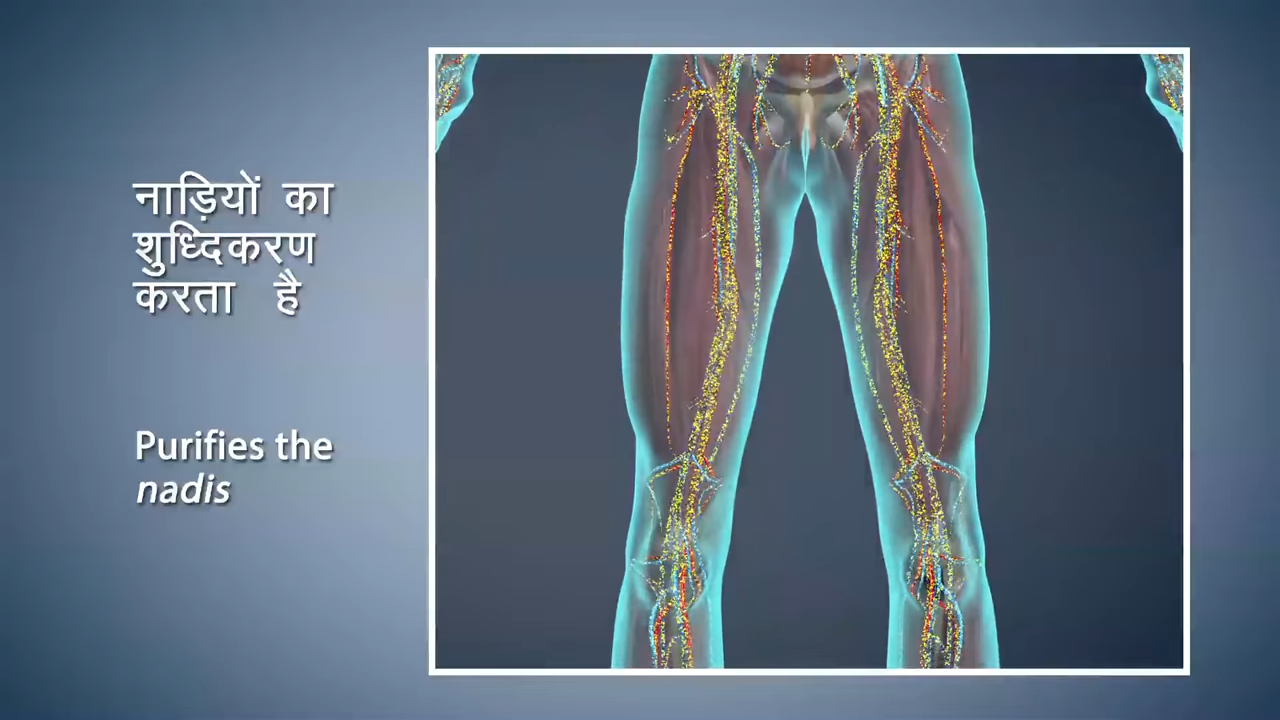 नाड़ियों का
शुध्दिकरण
करता है
Purifies the
nadis